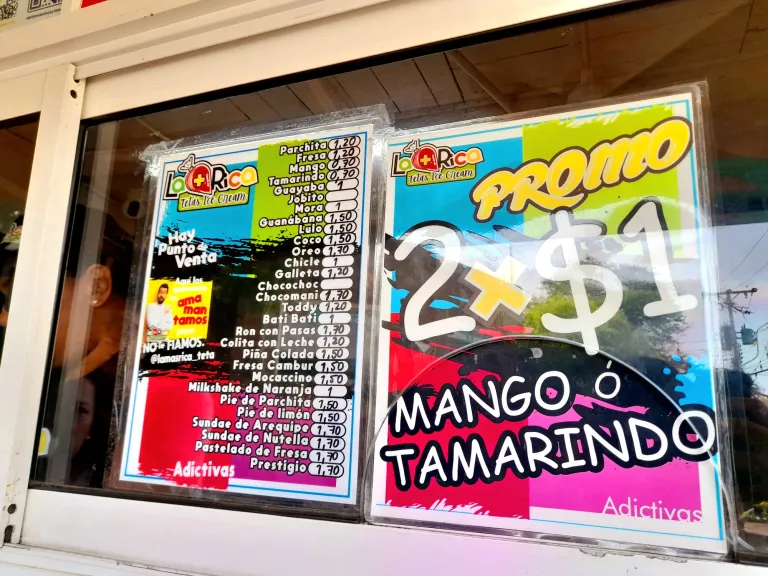 La + Rica
Tetas Ice Cream
Hay
Punto de
Venta
Aquí los
ama
man
tamos
NO le FIAMOS.
@lamasrica_teta
Parchita 1,20
Fresa 1,20
Mango 0,70
Tamarindo 0,70
Guayaba 1
Jobito
Mora 1
Guanábana 1,50
Lulo 1,50
Coco 1,50
Oreo 1,70
Chicle 1
Galleta 1,20
Chocochoc
Chocomani 1,70
Toddy 1,20
Bati Bati 1
Ron con Pasas 1,70
Colita con Leche 1,20
Piña Colada 1,50
Fresa Cambur 1,50
Mocaccino 1,50
Milkshake de Naranja 1
Pie de Parchita 1,50
Pie de limón 1,50
Sundae de Arequipe 1,70
Sundae de Nutella 1,70
Pastelado de Fresa 1,70
Prestigio 1,70
Adictivas
La + Rica
Tetas Ice Cream
PROMO
2x$1
MANGO Ó
TAMARINDO
Adictivas